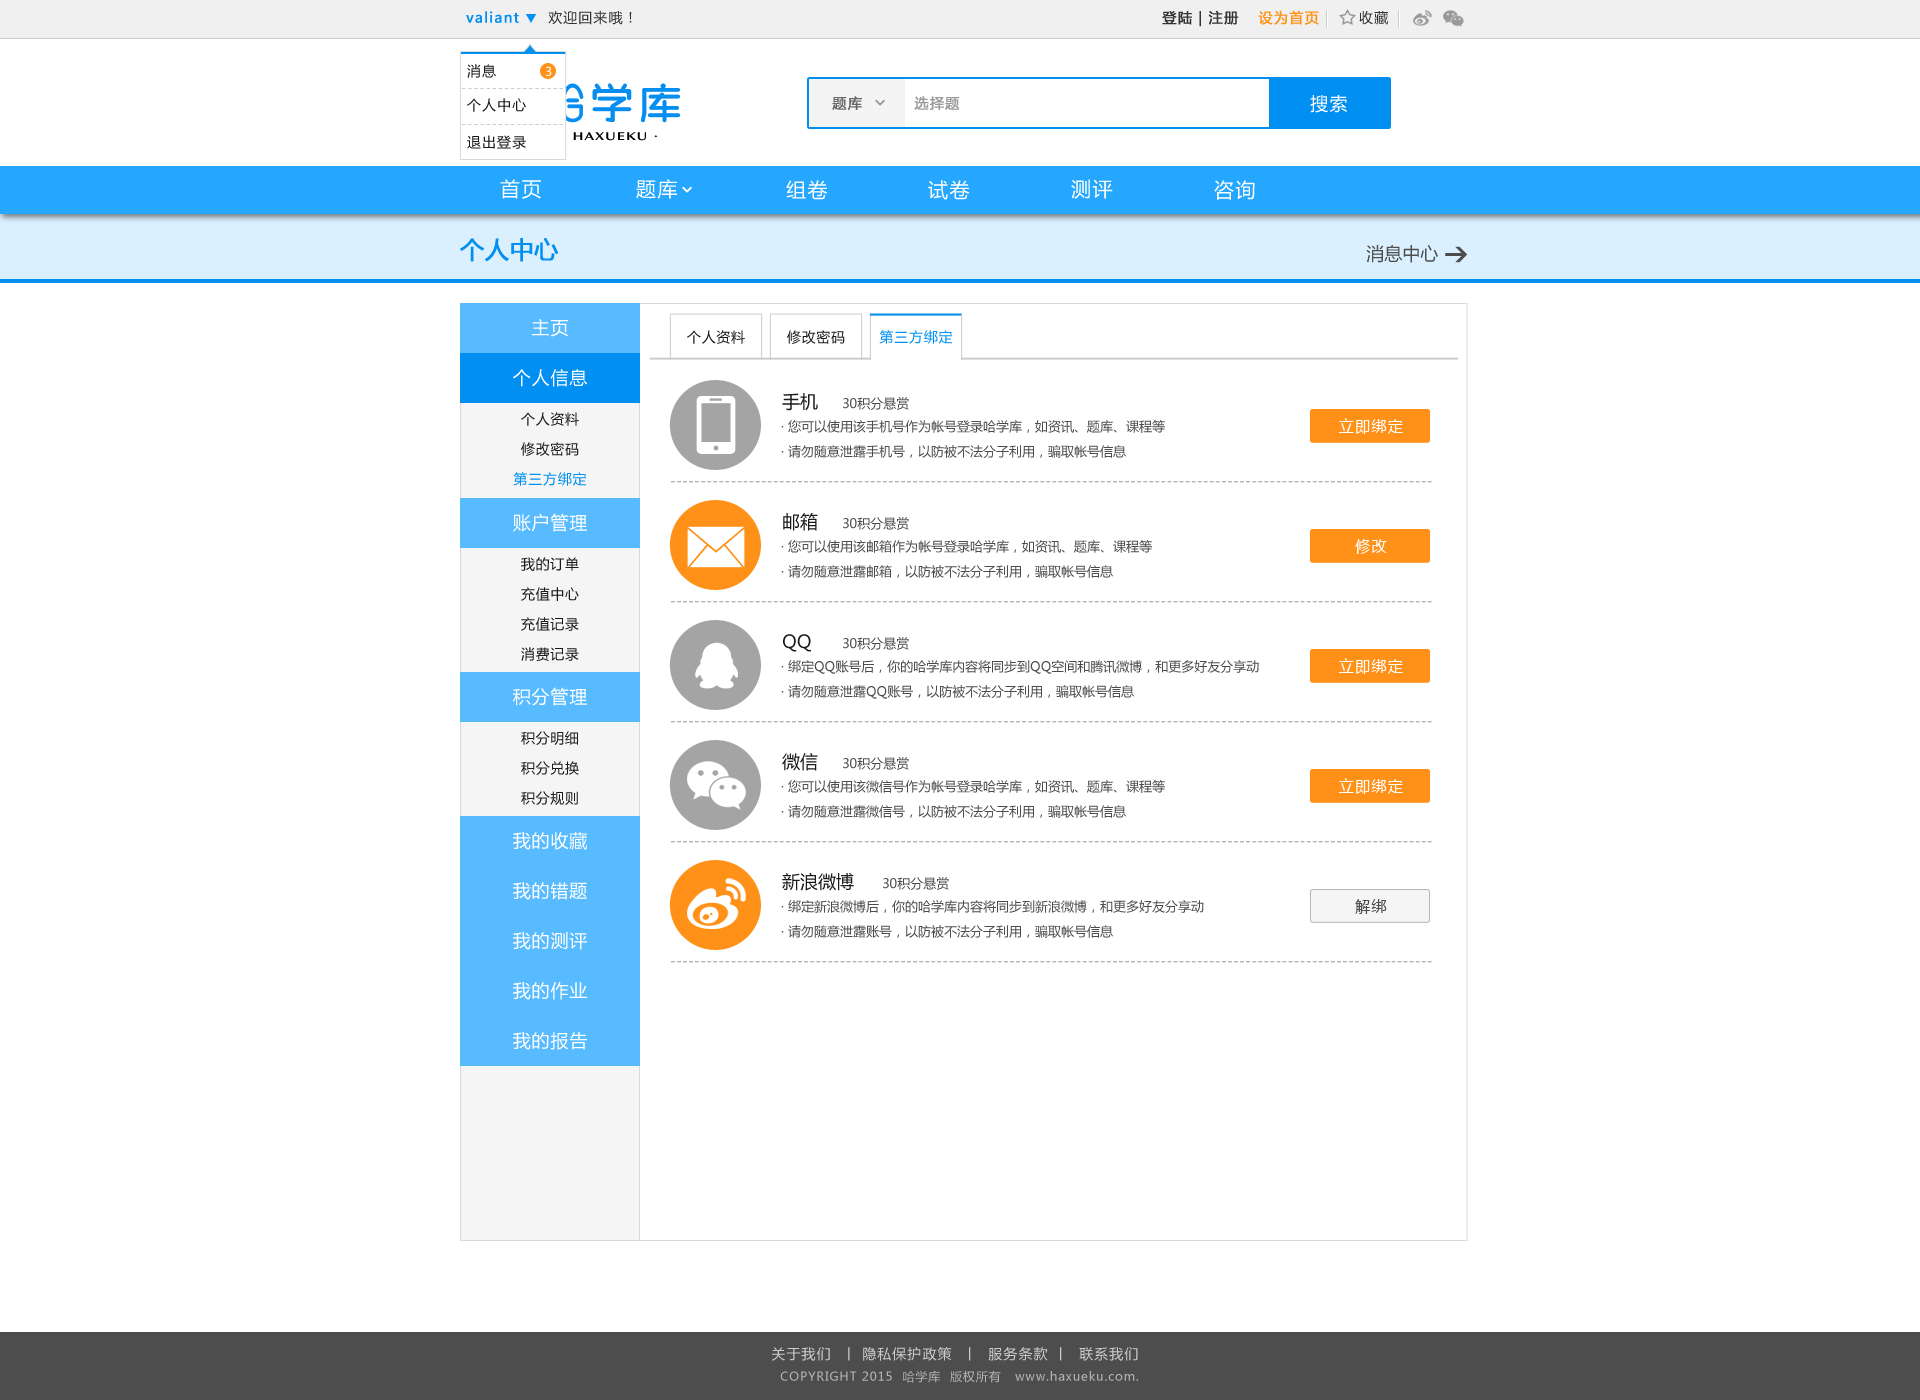 valiant ▼ 欢迎回来哦！ 登陆 | 注册 设为首页 收藏
消息 3
个人中心
退出登录
学库
HAXUEKU ·
题库 选择题 搜索
首页 题库 组卷 试卷 测评 咨询
个人中心 消息中心
主页
个人信息
个人资料
修改密码
第三方绑定
账户管理
我的订单
充值中心
充值记录
消费记录
积分管理
积分明细
积分兑换
积分规则
我的收藏
我的错题
我的测评
我的作业
我的报告
个人资料 修改密码 第三方绑定
手机 30积分悬赏
· 您可以使用该手机号作为帐号登录哈学库，如资讯、题库、课程等
· 请勿随意泄露手机号，以防被不法分子利用，骗取帐号信息
立即绑定
邮箱 30积分悬赏
· 您可以使用该邮箱作为帐号登录哈学库，如资讯、题库、课程等
· 请勿随意泄露邮箱，以防被不法分子利用，骗取帐号信息
修改
QQ 30积分悬赏
· 绑定QQ账号后，你的哈学库内容将同步到QQ空间和腾讯微博，和更多好友分享动
· 请勿随意泄露QQ账号，以防被不法分子利用，骗取帐号信息
立即绑定
微信 30积分悬赏
· 您可以使用该微信号作为帐号登录哈学库，如资讯、题库、课程等
· 请勿随意泄露微信号，以防被不法分子利用，骗取帐号信息
立即绑定
新浪微博 30积分悬赏
· 绑定新浪微博后，你的哈学库内容将同步到新浪微博，和更多好友分享动
· 请勿随意泄露账号，以防被不法分子利用，骗取帐号信息
解绑
关于我们 | 隐私保护政策 | 服务条款 | 联系我们
COPYRIGHT 2015 哈学库 版权所有 www.haxueku.com.